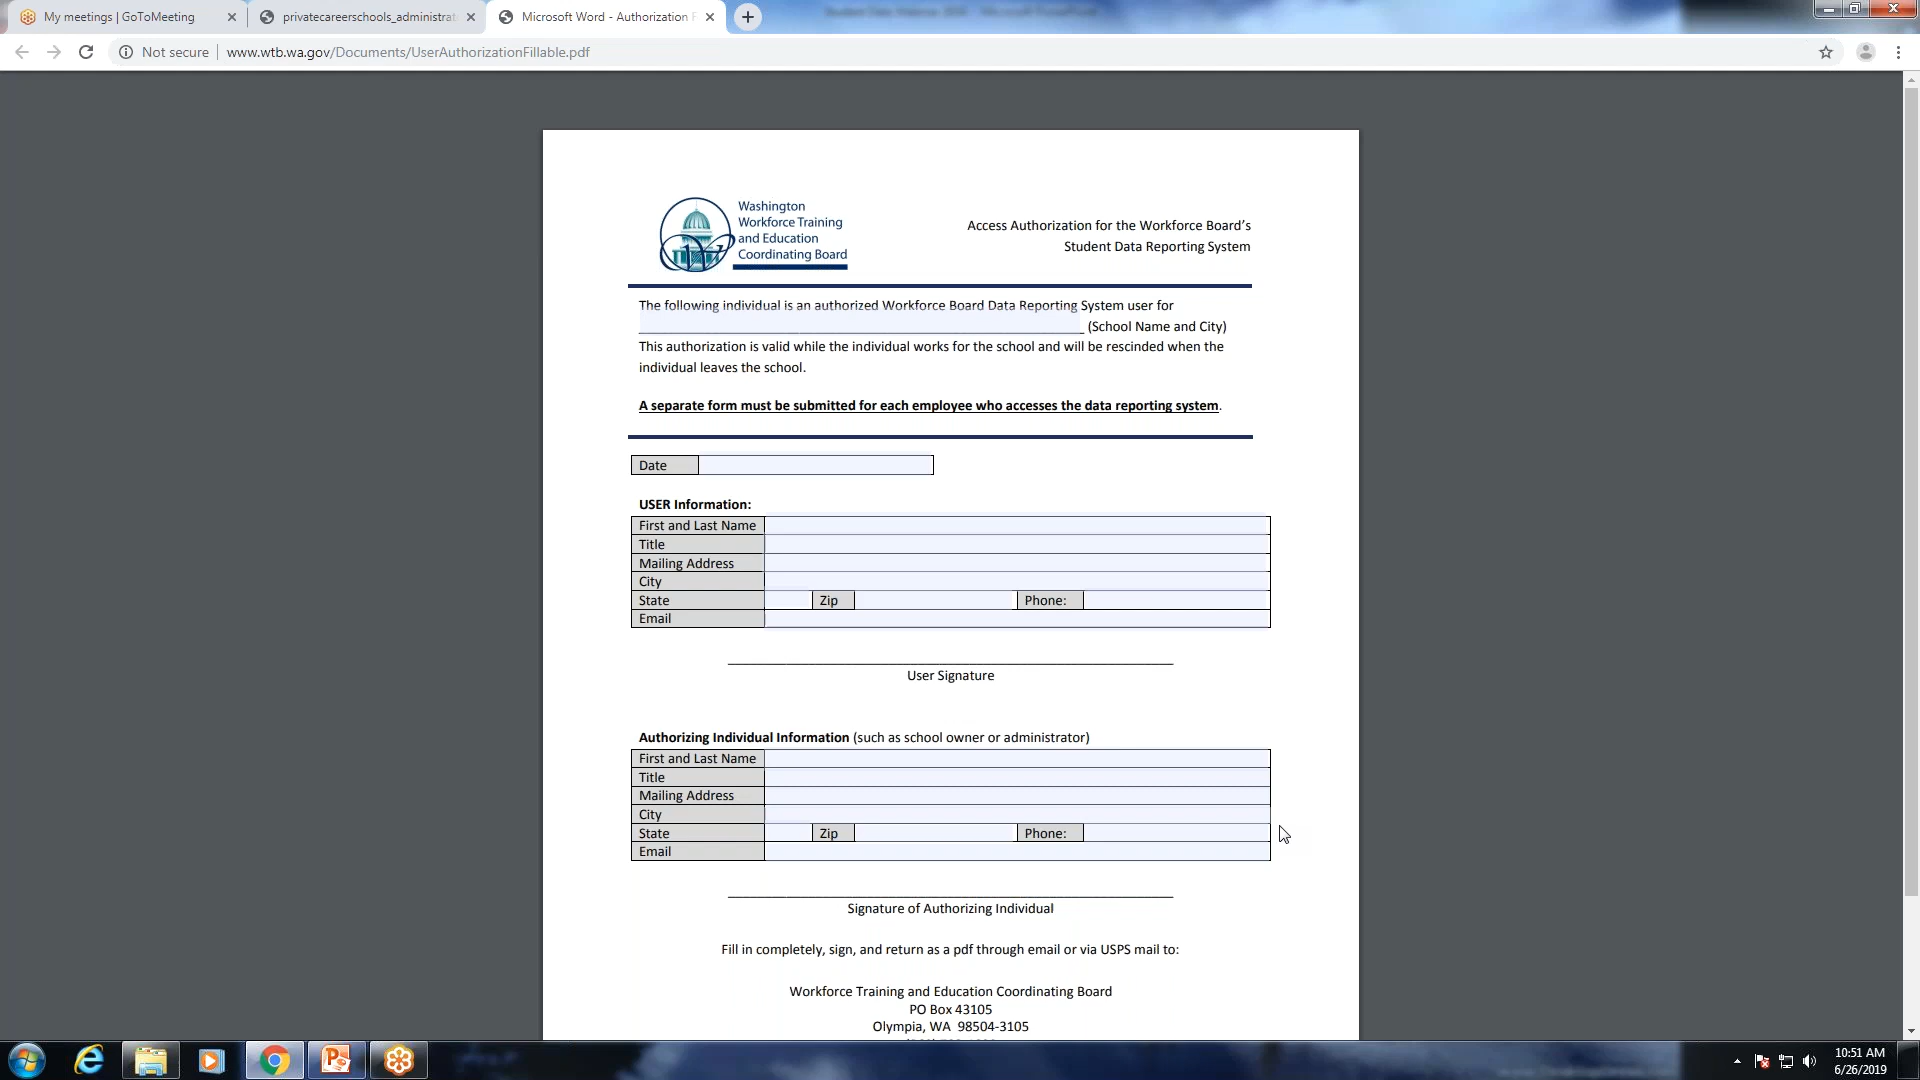 My meetings | GoToMeeting
privatecareerschools_administrat
Microsoft Word - Authorization F
Not secure
www.wtb.wa.gov/Documents/UserAuthorizationFillable.pdf
Washington
Workforce Training
and Education
Coordinating Board
Access Authorization for the Workforce Board’s
Student Data Reporting System
The following individual is an authorized Workforce Board Data Reporting System user for
(School Name and City)
This authorization is valid while the individual works for the school and will be rescinded when the
individual leaves the school.
A separate form must be submitted for each employee who accesses the data reporting system.
Date
USER Information:
First and Last Name
Title
Mailing Address
City
State Zip Phone:
Email
User Signature
Authorizing Individual Information (such as school owner or administrator)
First and Last Name
Title
Mailing Address
City
State Zip Phone:
Email
Signature of Authorizing Individual
Fill in completely, sign, and return as a pdf through email or via USPS mail to:
Workforce Training and Education Coordinating Board
PO Box 43105
Olympia, WA  98504-3105
10:51 AM
6/26/2019